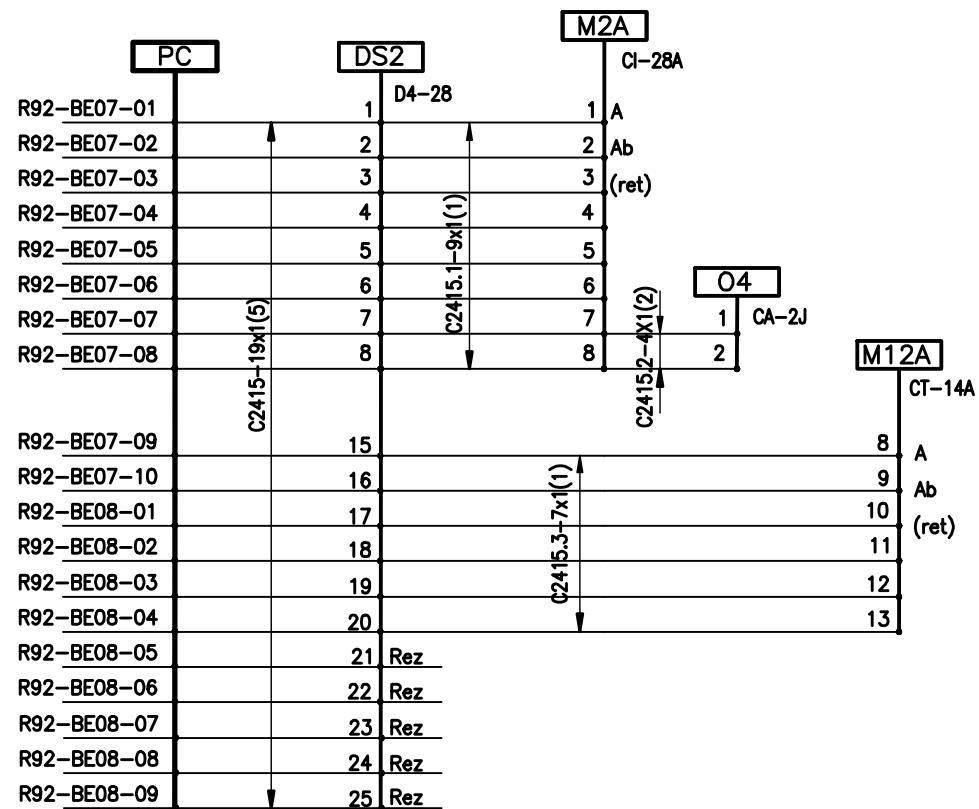 M2A
PC DS2 CI-28A
D4-28
R92-BE07-01 1 1 A
R92-BE07-02 2 2 Ab
R92-BE07-03 3 3 (ret)
R92-BE07-04 4 4
R92-BE07-05 5 5
R92-BE07-06 6 6 O4
R92-BE07-07 7 7 1 CA-2J
R92-BE07-08 8 8 2
C2415-19x1(5)
C2415.1-9x1(1)
C2415.2-4X1(2)
M12A
CT-14A
R92-BE07-09 15 8 A
R92-BE07-10 16 9 Ab
R92-BE08-01 17 10 (ret)
R92-BE08-02 18 11
R92-BE08-03 19 12
R92-BE08-04 20 13
C2415.3-7x1(1)
R92-BE08-05 21 Rez
R92-BE08-06 22 Rez
R92-BE08-07 23 Rez
R92-BE08-08 24 Rez
R92-BE08-09 25 Rez